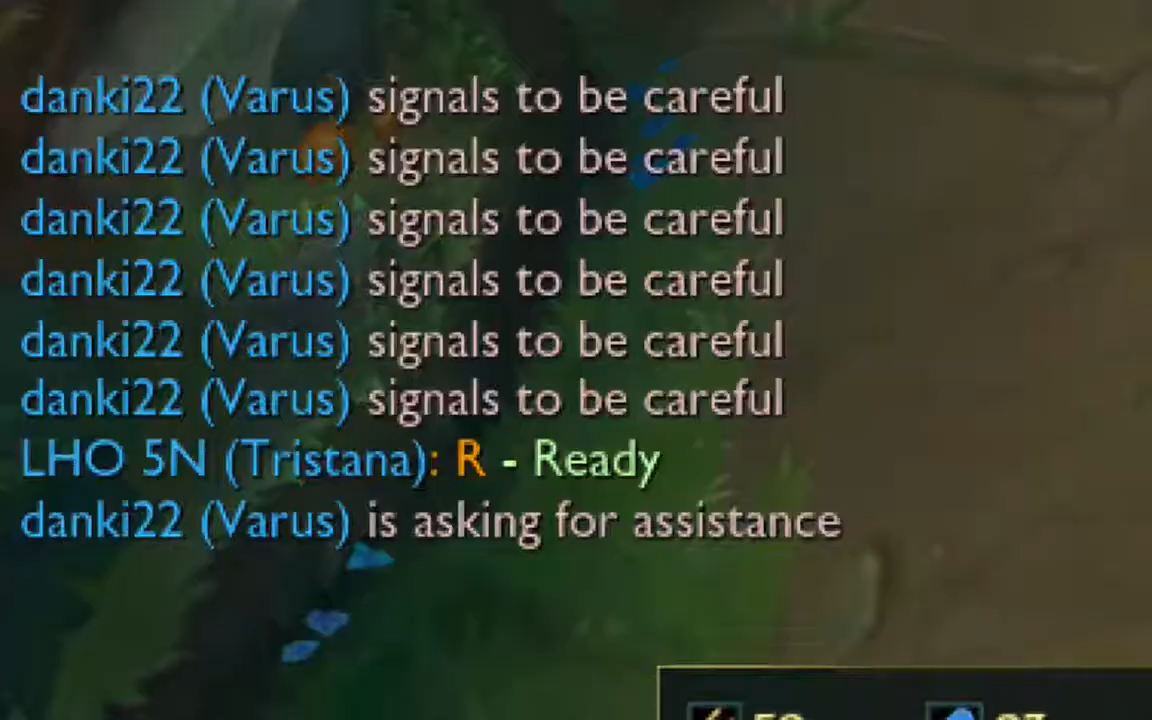 danki22 (Varus) signals to be careful
danki22 (Varus) signals to be careful
danki22 (Varus) signals to be careful
danki22 (Varus) signals to be careful
danki22 (Varus) signals to be careful
danki22 (Varus) signals to be careful
LHO 5N (Tristana): R - Ready
danki22 (Varus) is asking for assistance